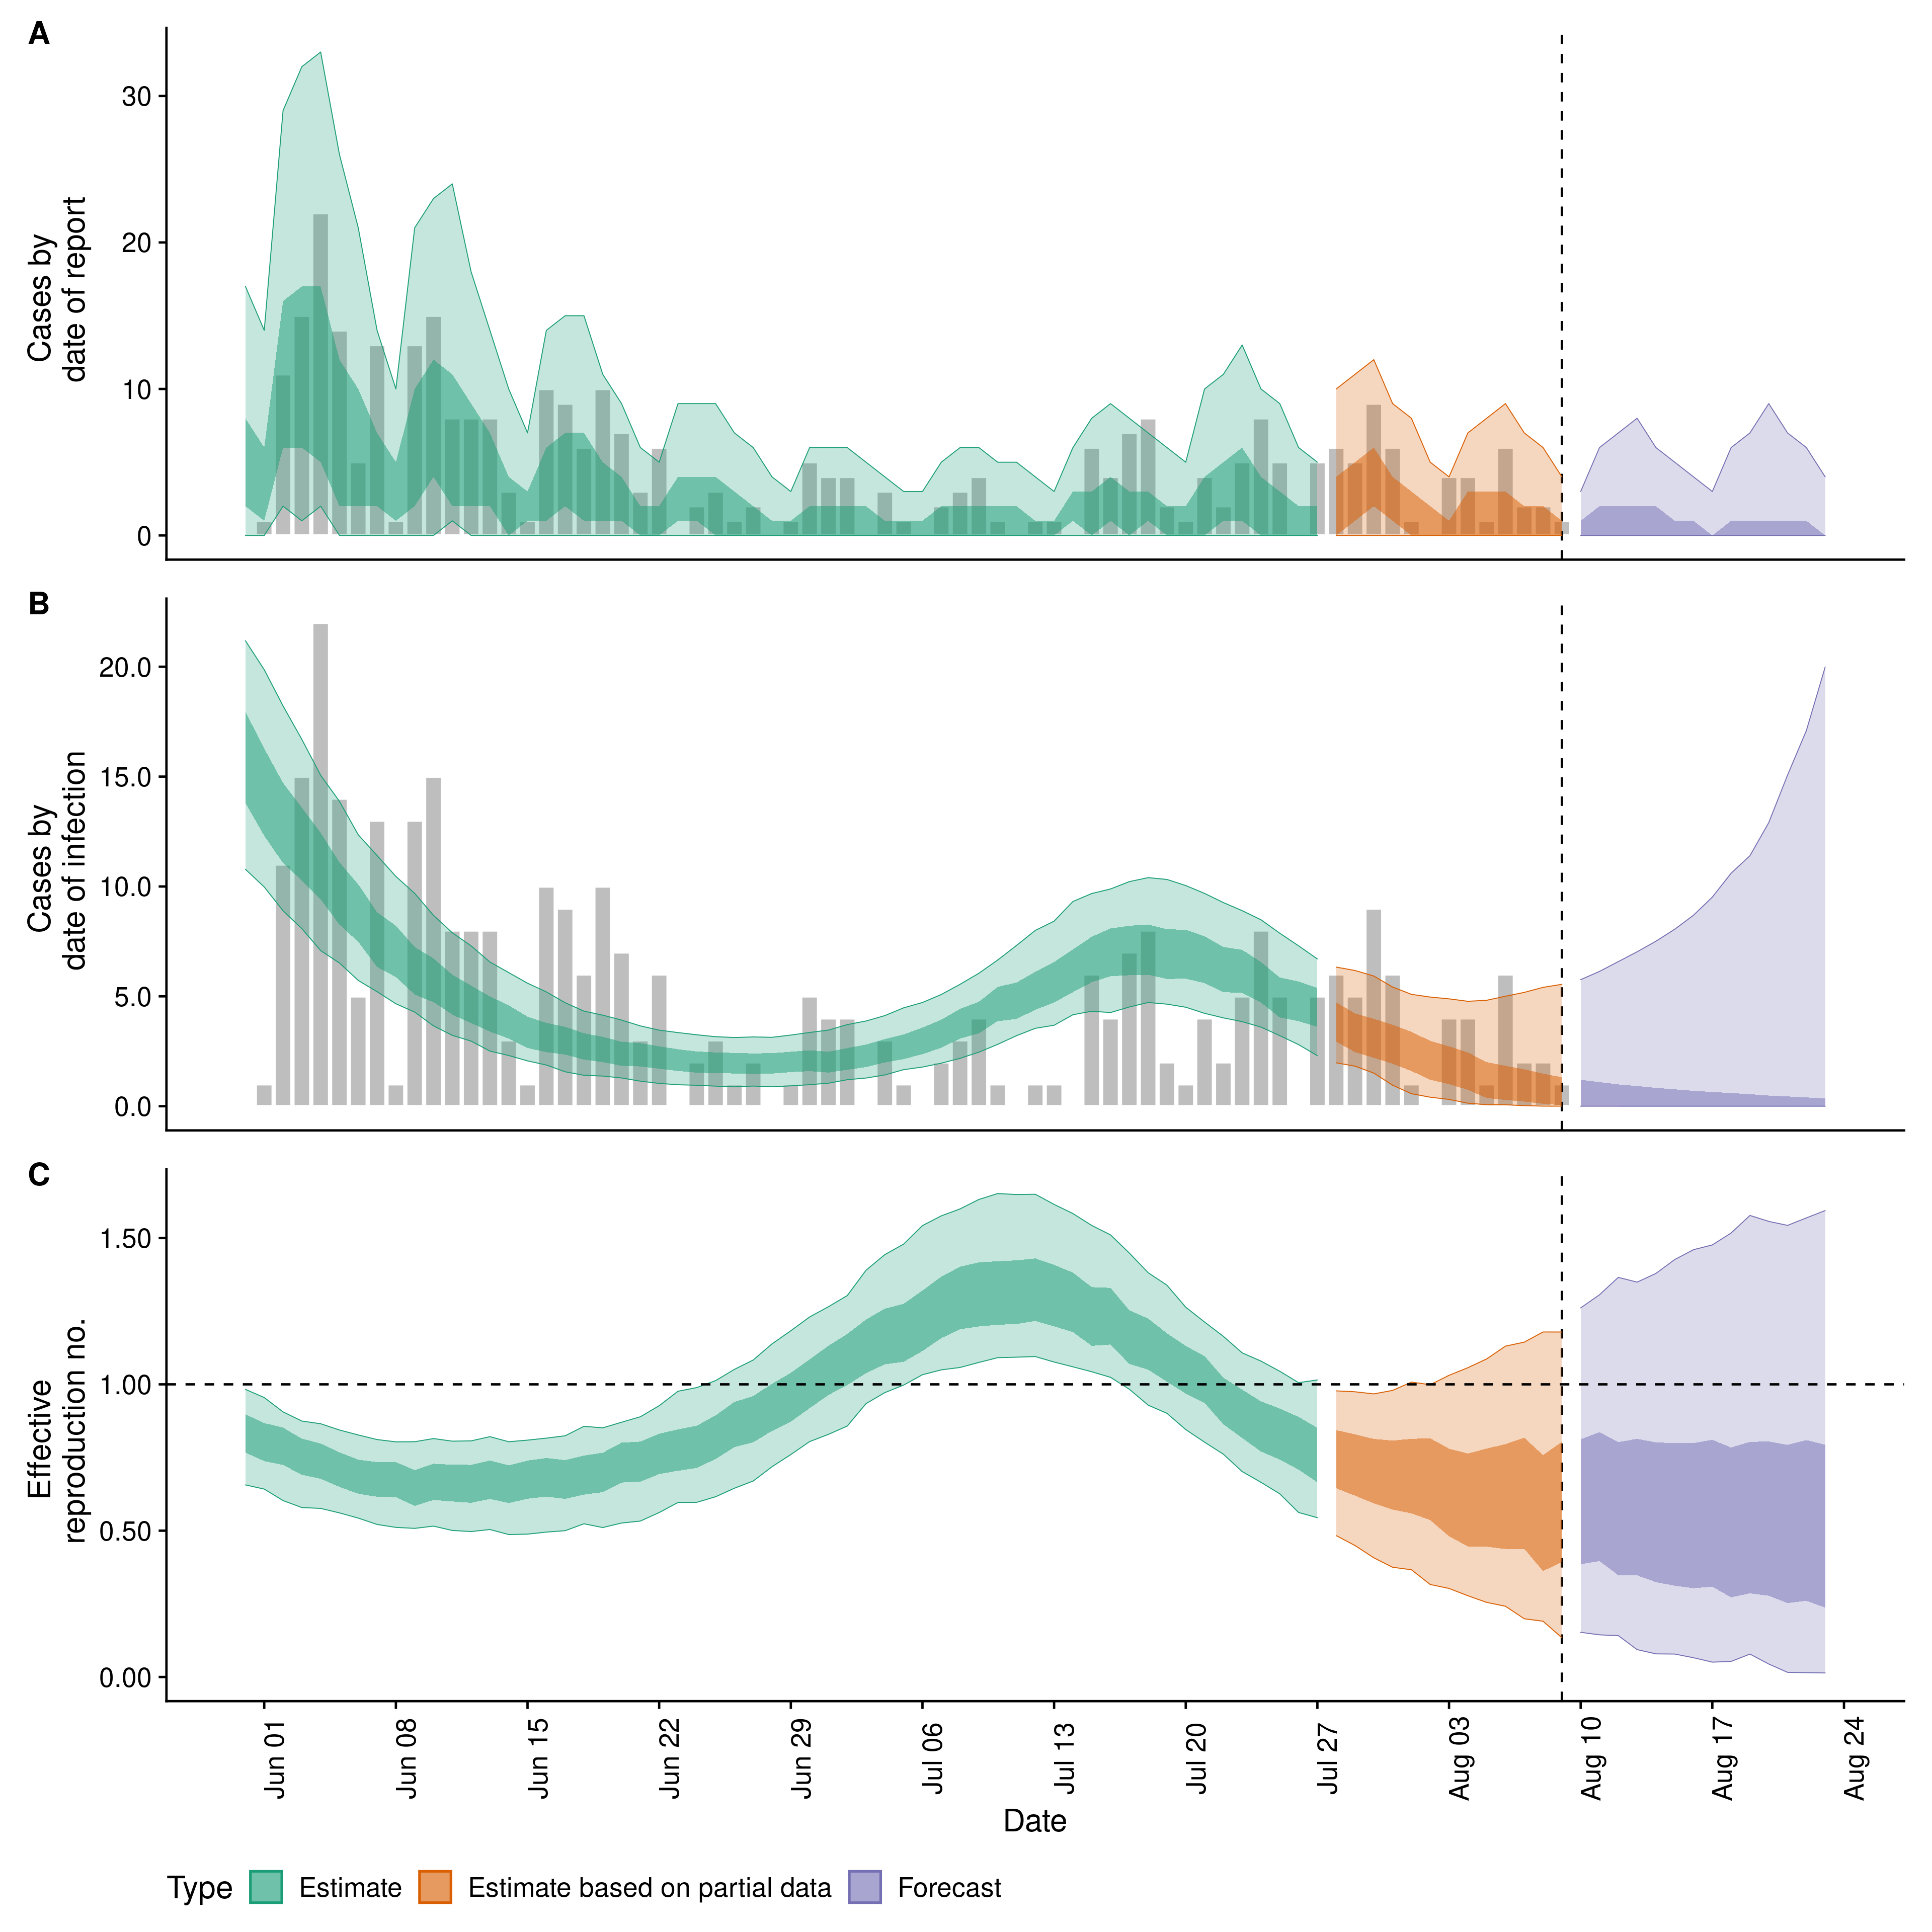 A
30
20
10
0
Cases by
date of report
B
20.0
15.0
10.0
5.0
0.0
Cases by
date of infection
C
1.50
1.00
0.50
0.00
Effective
reproduction no.
Jun 01
Jun 08
Jun 15
Jun 22
Jun 29
Jul 06
Jul 13
Jul 20
Jul 27
Aug 03
Aug 10
Aug 17
Aug 24
Date
Type Estimate Estimate based on partial data Forecast